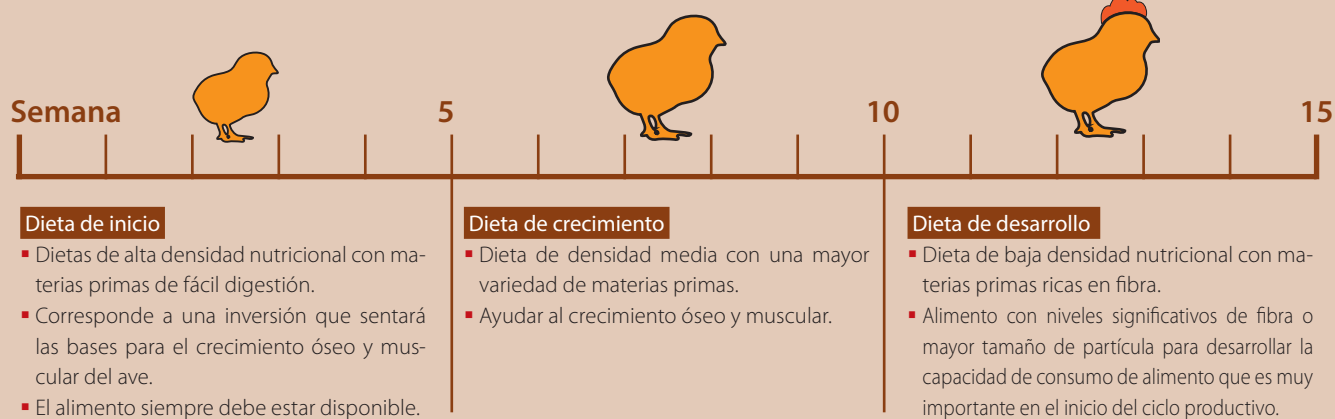 Semana 5 10 15
Dieta de inicio
▪ Dietas de alta densidad nutricional con ma-
terias primas de fácil digestión.
▪ Corresponde a una inversión que sentará
las bases para el crecimiento óseo y mus-
cular del ave.
▪ El alimento siempre debe estar disponible.
Dieta de crecimiento
▪ Dieta de densidad media con una mayor
variedad de materias primas.
▪ Ayudar al crecimiento óseo y muscular.
Dieta de desarrollo
▪ Dieta de baja densidad nutricional con ma-
terias primas ricas en fibra.
▪ Alimento con niveles significativos de fibra o
mayor tamaño de partícula para desarrollar la
capacidad de consumo de alimento que es muy
importante en el inicio del ciclo productivo.